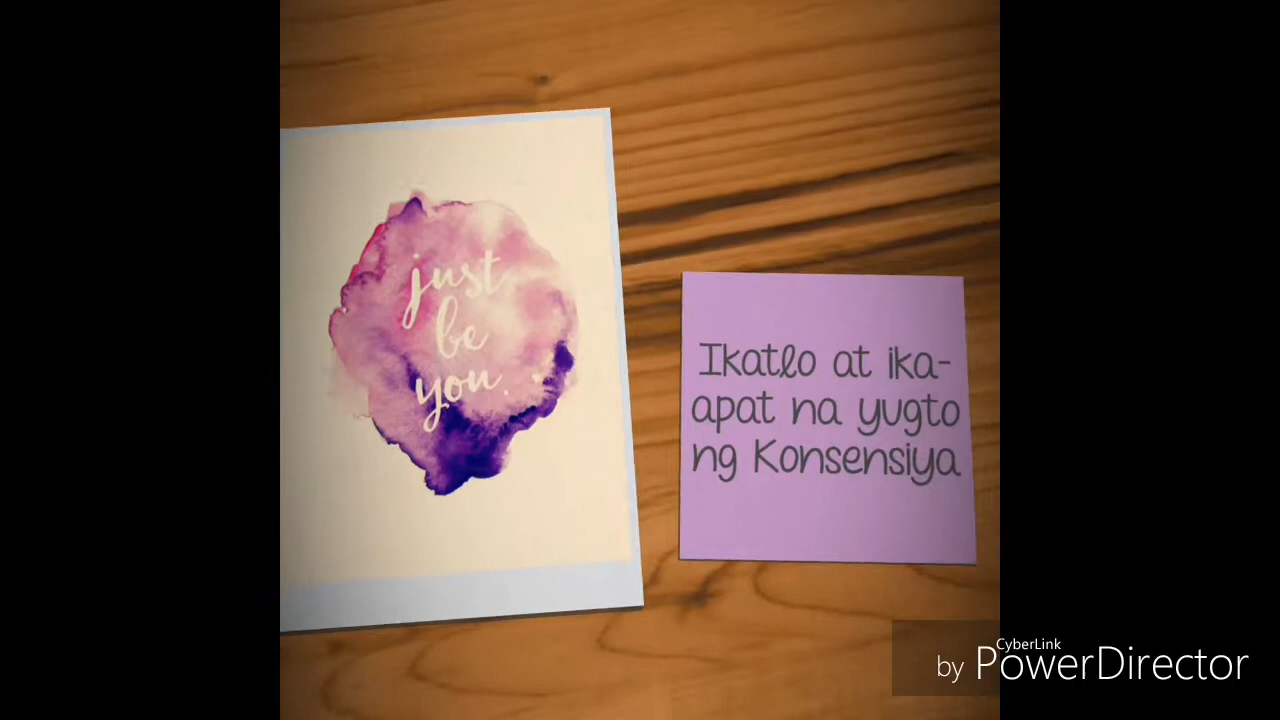 just
be
you.
Ikatlo at ika-
apat na yugto
ng Konsensiya
CyberLink
by PowerDirector